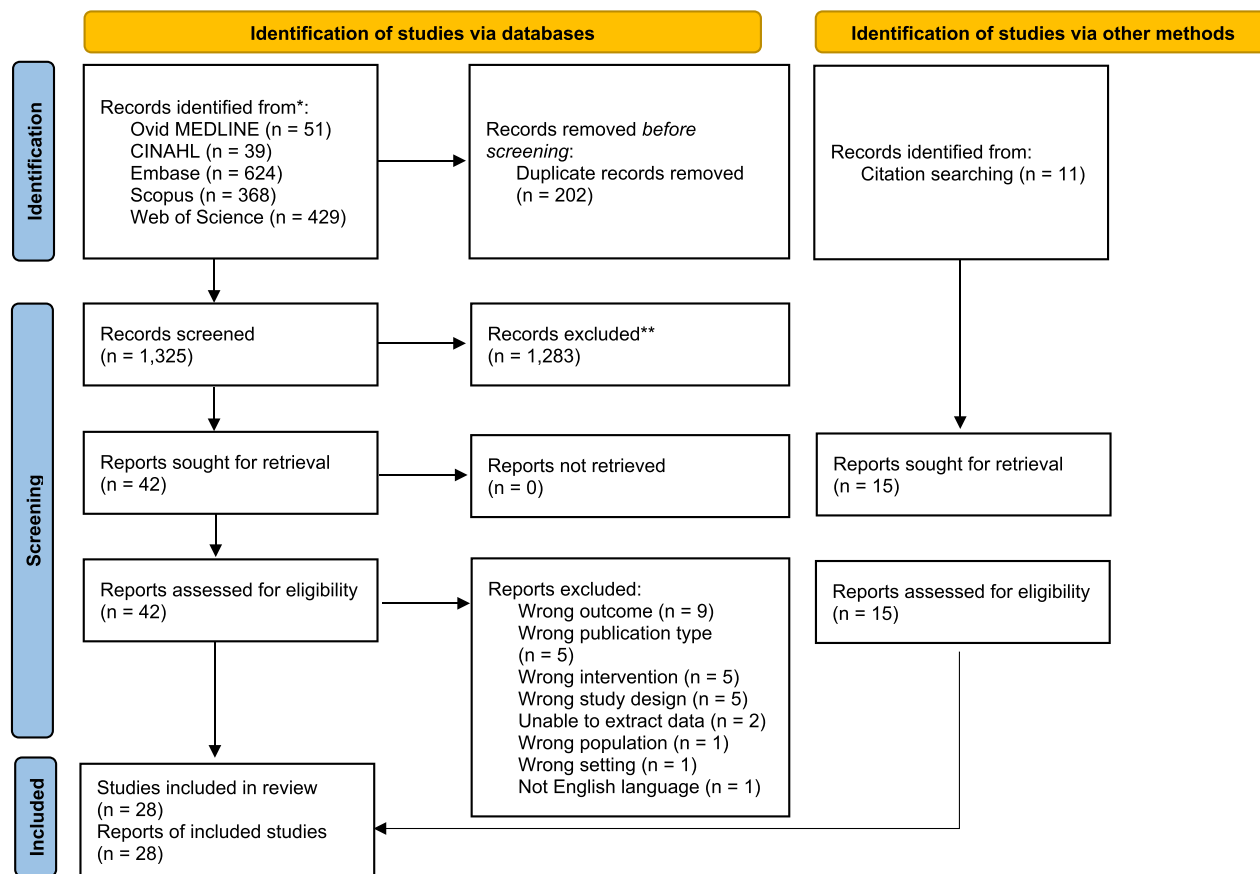 Identification of studies via databases
Identification of studies via other methods
Identification
Records identified from*:
Ovid MEDLINE (n = 51)
CINAHL (n = 39)
Embase (n = 624)
Scopus (n = 368)
Web of Science (n = 429)
Records removed before
screening:
Duplicate records removed
(n = 202)
Records identified from:
Citation searching (n = 11)
Screening
Records screened
(n = 1,325)
Records excluded**
(n = 1,283)
Reports sought for retrieval
(n = 42)
Reports not retrieved
(n = 0)
Reports sought for retrieval
(n = 15)
Reports assessed for eligibility
(n = 42)
Reports excluded:
Wrong outcome (n = 9)
Wrong publication type
(n = 5)
Wrong intervention (n = 5)
Wrong study design (n = 5)
Unable to extract data (n = 2)
Wrong population (n = 1)
Wrong setting (n = 1)
Not English language (n = 1)
Reports assessed for eligibility
(n = 15)
Included
Studies included in review
(n = 28)
Reports of included studies
(n = 28)